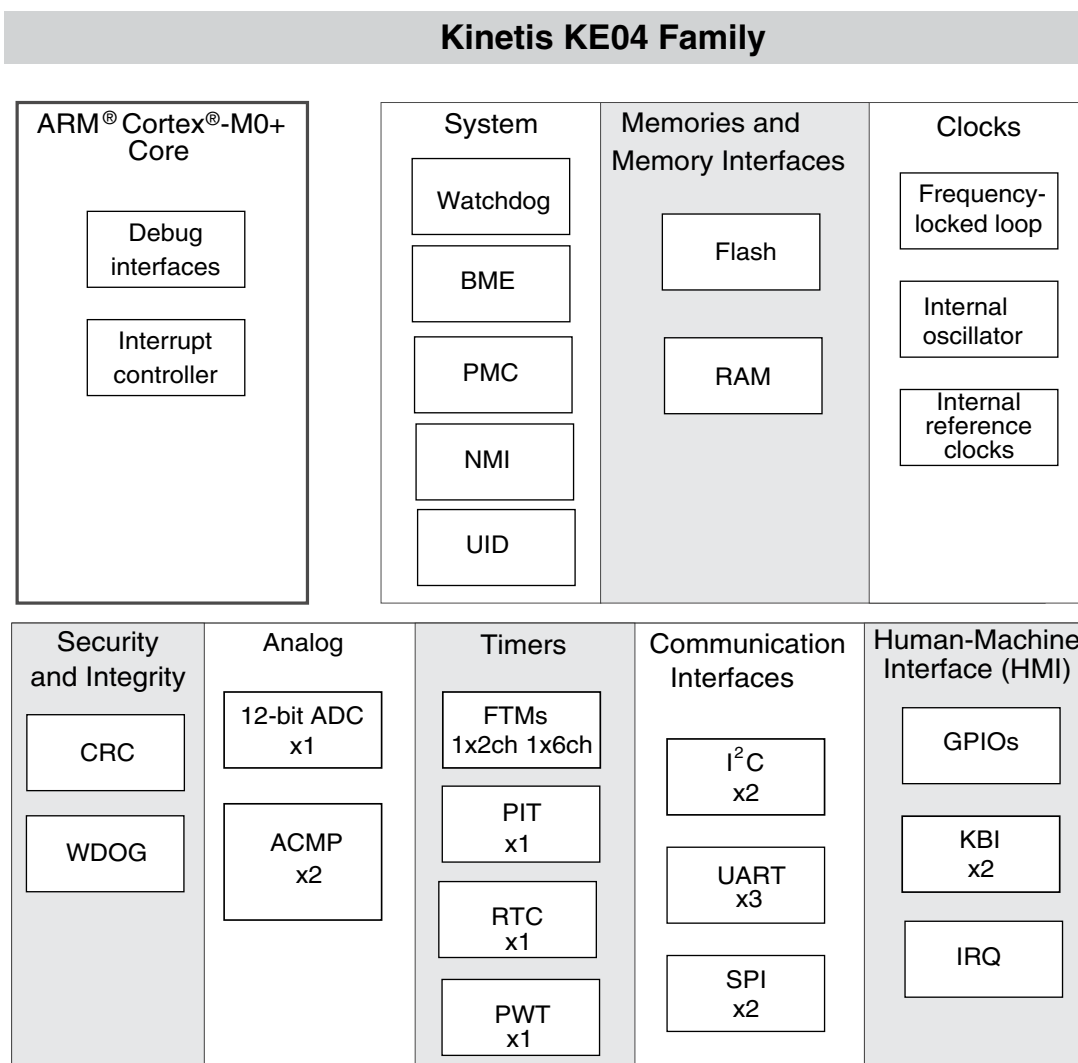 Kinetis KE04 Family
ARM® Cortex®-M0+
Core
Debug
interfaces
Interrupt
controller
System
Watchdog
BME
PMC
NMI
UID
Memories and
Memory Interfaces
Flash
RAM
Clocks
Frequency-
locked loop
Internal
oscillator
Internal
reference
clocks
Security
and Integrity
CRC
WDOG
Analog
12-bit ADC
x1
ACMP
x2
Timers
FTMs
1x2ch 1x6ch
PIT
x1
RTC
x1
PWT
x1
Communication
Interfaces
I²C
x2
UART
x3
SPI
x2
Human-Machine
Interface (HMI)
GPIOs
KBI
x2
IRQ